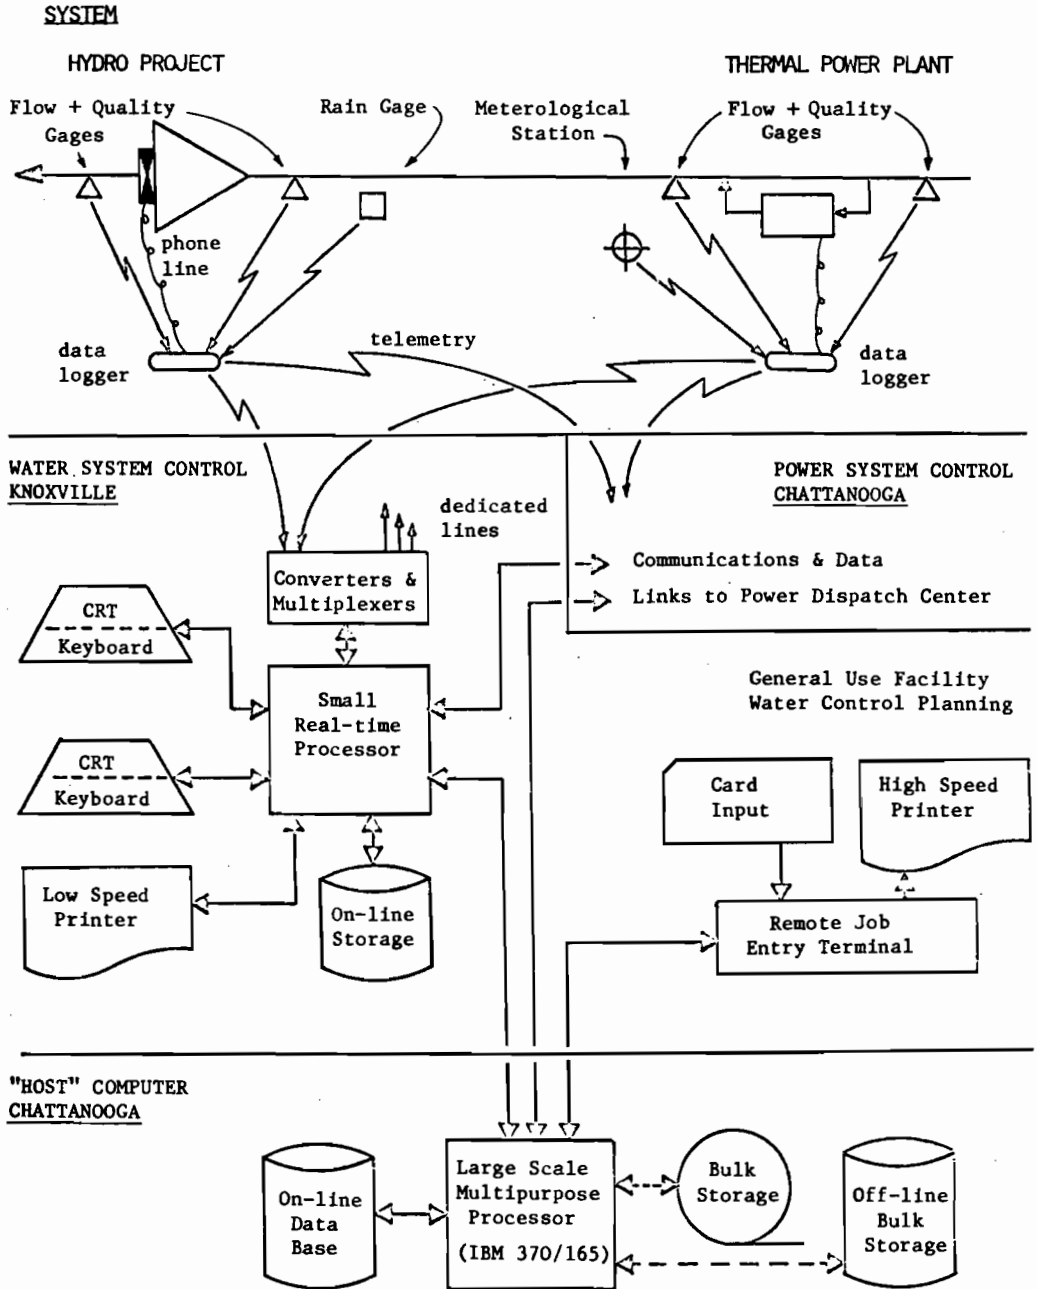 SYSTEM
HYDRO PROJECT
THERMAL POWER PLANT
Flow + Quality
Gages
Rain Gage
Meterological
Station
Flow + Quality
Gages
phone
line
data
logger
telemetry
data
logger
WATER SYSTEM CONTROL
KNOXVILLE
POWER SYSTEM CONTROL
CHATTANOOGA
dedicated
lines
Converters &
Multiplexers
Communications & Data
Links to Power Dispatch Center
CRT
Keyboard
Small
Real-time
Processor
General Use Facility
Water Control Planning
CRT
Keyboard
Card
Input
High Speed
Printer
Low Speed
Printer
On-line
Storage
Remote Job
Entry Terminal
"HOST" COMPUTER
CHATTANOOGA
On-line
Data
Base
Large Scale
Multipurpose
Processor
(IBM 370/165)
Bulk
Storage
Off-line
Bulk
Storage